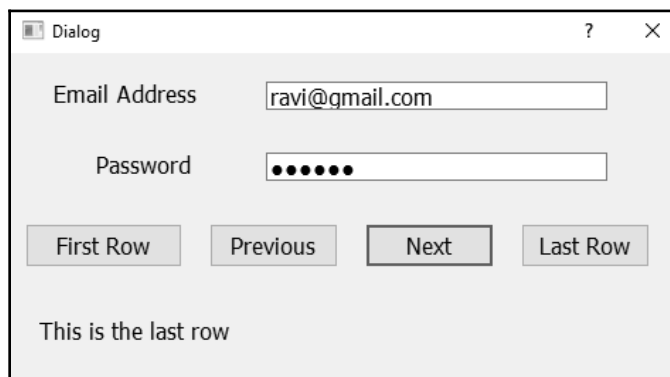 Dialog ?
Email Address ravi@gmail.com
Password ●●●●●●
First Row Previous Next Last Row
This is the last row